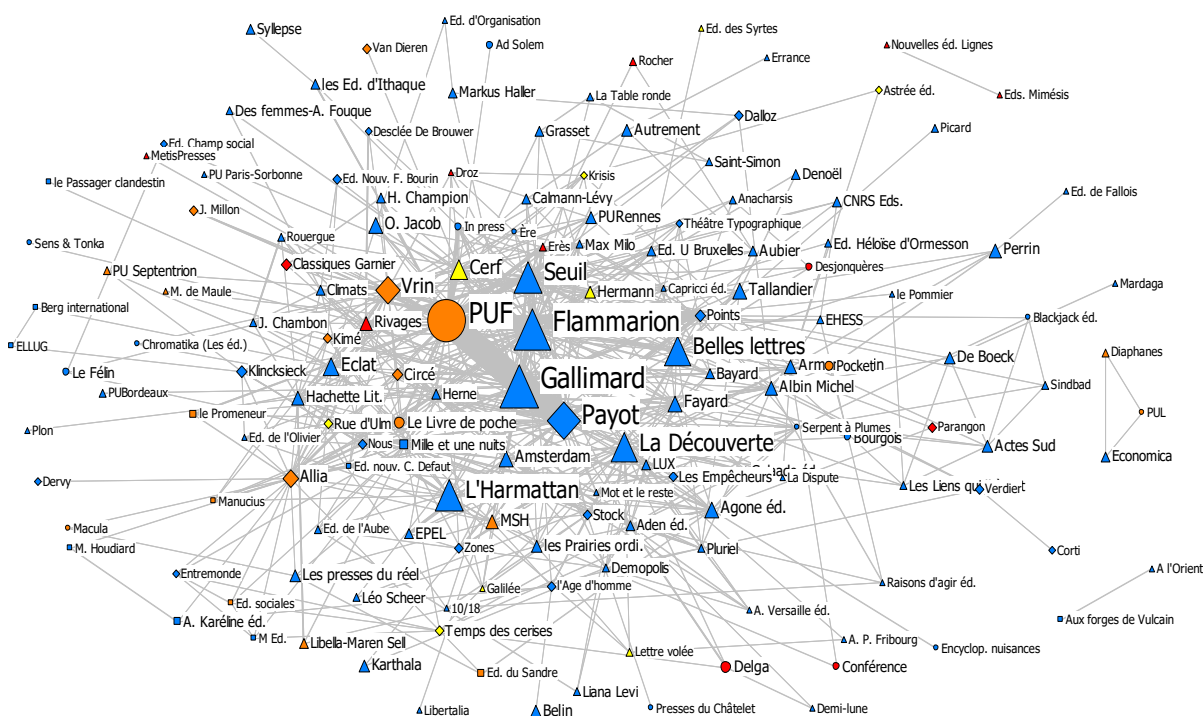 Ed. d'Organisation
Syllepse
Ed. des Syrtes
Van Dieren
Ad Solem
Nouvelles éd. Lignes
Rocher
Errance
les Ed. d'Ithaque
Markus Haller
La Table ronde
Astrée éd.
Eds. Mimésis
Des femmes-A. Fouque
Dalloz
Desclée De Brouwer
Grasset
Autrement
Picard
Ed. Champ social
MetisPresses
Saint-Simon
PU Paris-Sorbonne
Droz
Krisis
Denoël
le Passager clandestin
Ed. Nouv. F. Bourin
Ed. de Fallois
H. Champion
Calmann-Lévy
Anacharsis
CNRS Eds.
J. Millon
O. Jacob
In press
Ère
PURennes
Théâtre Typographique
Sens & Tonka
Rouergue
Erès
Max Milo
Ed. U Bruxelles
Aubier
Ed. Héloïse d'Ormesson
Perrin
PU Septentrion
Classiques Garnier
Cerf
Seuil
Desjonquères
M. de Maule
Climats
Vrin
Hermann
Capricci éd.
Tallandier
le Pommier
Mardaga
Berg international
J. Chambon
Rivages
PUF
Flammarion
Points
EHESS
Blackjack éd.
ELLUG
Chromatika (Les éd.)
Kimé
Belles lettres
Diaphanes
Le Félin
Klincksieck
Eclat
Circé
Gallimard
Bayard
Pocket
De Boeck
Albin Michel
Sindbad
PUBordeaux
Hachette Lit.
Herne
Fayard
le Promeneur
Rue d'Ulm
Le Livre de poche
Payot
Serpent à Plumes
Parangon
PUL
Plon
Ed. de l'Olivier
Nous
Mille et une nuits
La Découverte
Bourgois
Actes Sud
Economica
Ed. nouv. C. Defaut
Amsterdam
LUX
Dervy
Allia
Les Empêcheurs
La Dispute
Les Liens qui
Verdier
Manucius
L'Harmattan
Mot et le reste
Agone éd.
Macula
Ed. de l'Aube
EPEL
MSH
Stock
Aden éd.
M. Houdiard
Zones
les Prairies ordi.
Pluriel
Corti
Entremonde
Les presses du réel
Demopolis
A l'Orient
Galilée
l'Age d'homme
Raisons d'agir éd.
Ed. sociales
Léo Scheer
10/18
A. Versaille éd.
A. Karéline éd.
Aux forges de Vulcain
M Ed.
Libella-Maren Sell
Temps des cerises
A. P. Fribourg
Encyclop. nuisances
Lettre volée
Karthala
Ed. du Sandre
Delga
Conférence
Liana Levi
Libertalia
Belin
Presses du Châtelet
Demi-lune